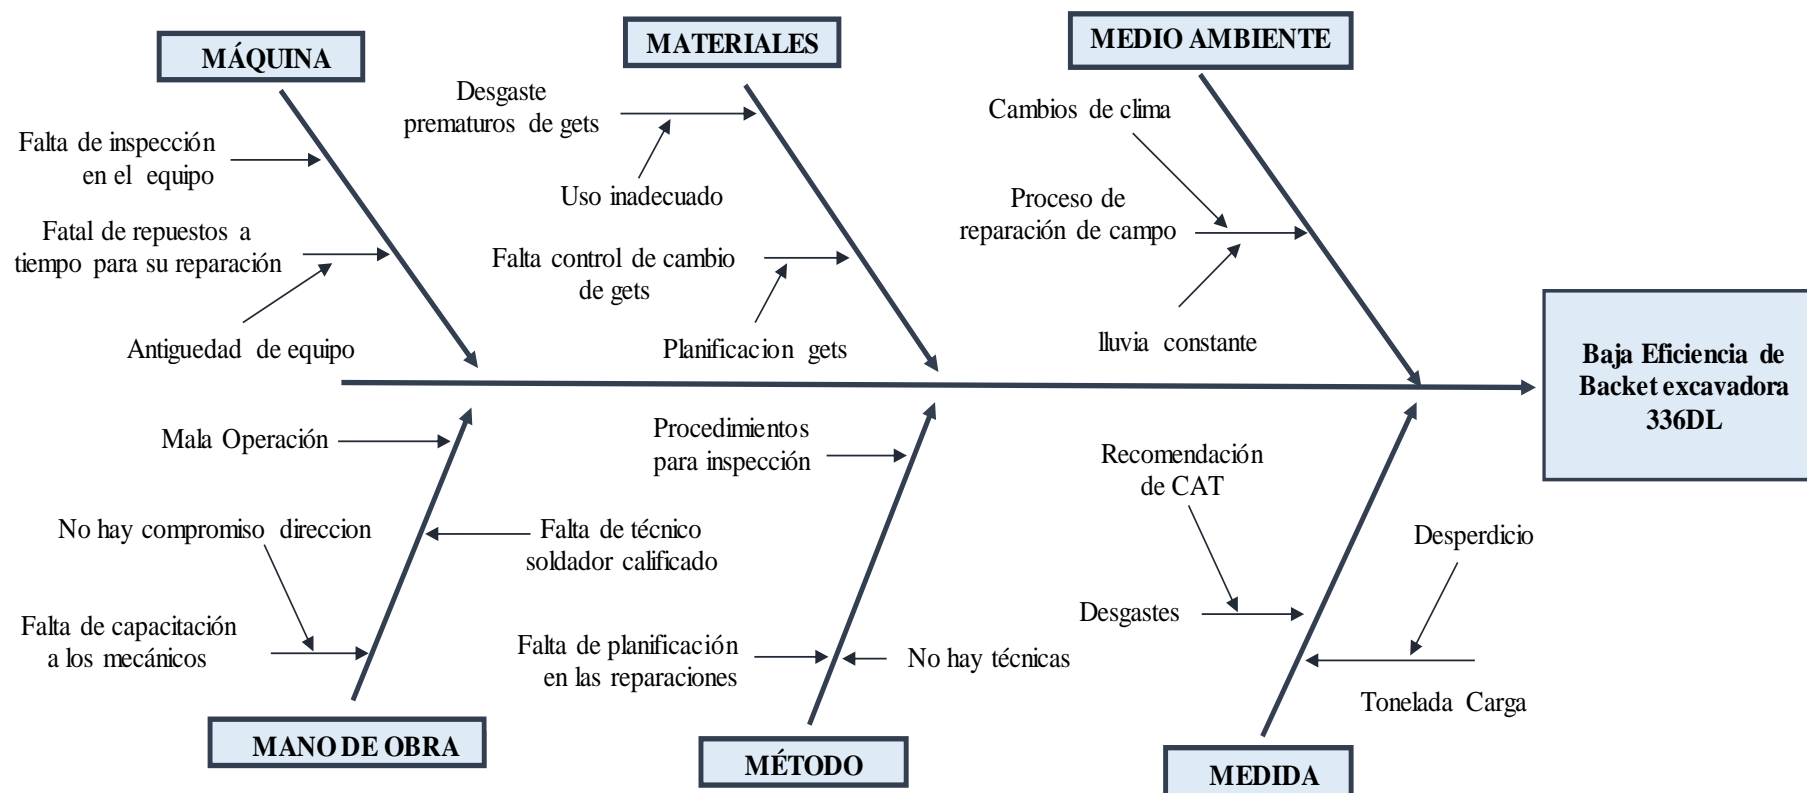 MÁQUINA
MATERIALES
MEDIO AMBIENTE
Desgaste
prematuros de gets
Cambios de clima
Falta de inspección
en el equipo
Uso inadecuado
Proceso de
reparación de campo
Fatal de repuestos a
tiempo para su reparación
Falta control de cambio
de gets
Antiguedad de equipo
Planificacion gets
lluvia constante
Baja Eficiencia de
Backet excavadora
336DL
Mala Operación
Procedimientos
para inspección
Recomendación
de CAT
No hay compromiso direccion
Falta de técnico
soldador calificado
Desperdicio
Desgastes
Falta de capacitación
a los mecánicos
Falta de planificación
en las reparaciones
No hay técnicas
Tonelada Carga
MANO DE OBRA
MÉTODO
MEDIDA